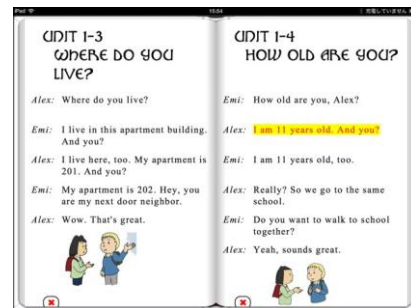 iPad
15:54
充電していません
UNIT 1-3
WHERE DO YOU
LIVE?
Alex: Where do you live?
Emi: I live in this apartment building.
And you?
Alex: I live here, too. My apartment is
201. And you?
Emi: My apartment is 202. Hey, you
are my next door neighbor.
Alex: Wow. That's great.
UNIT 1-4
HOW OLD ARE YOU?
Emi: How old are you, Alex?
Alex: I am 11 years old. And you?
Emi: I am 11 years old, too.
Alex: Really? So we go to the same
school.
Emi: Do you want to walk to school
together?
Alex: Yeah, sounds great.